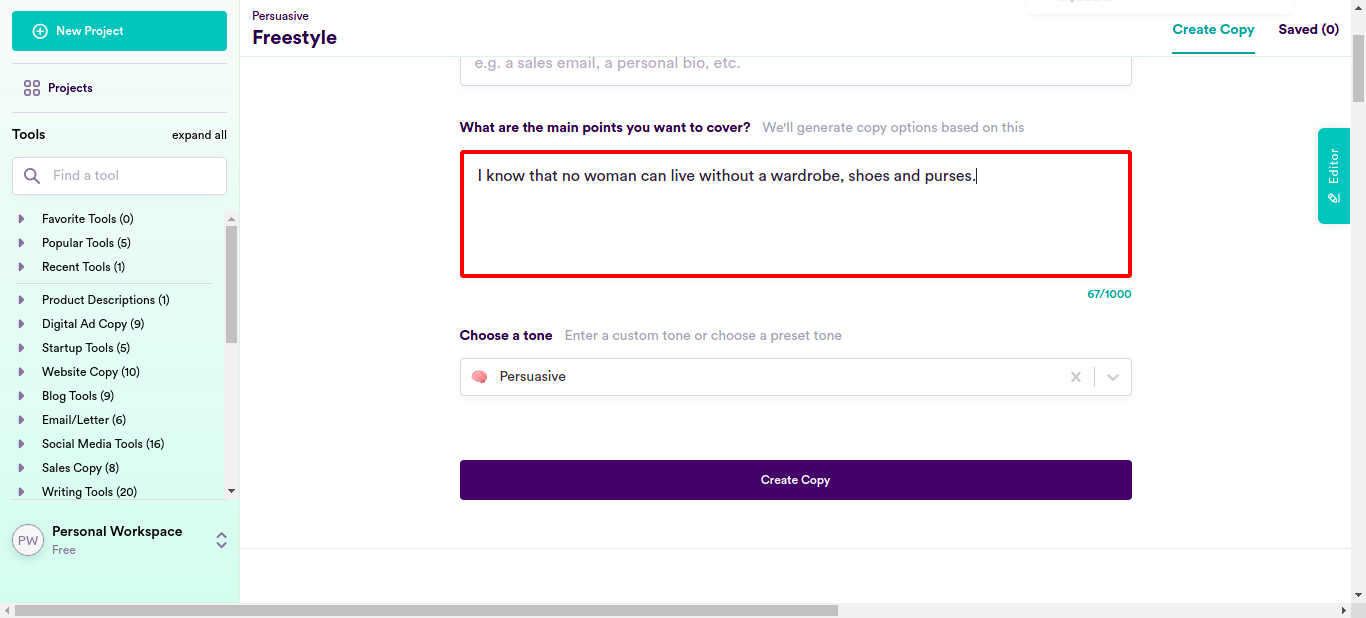 New Project
Projects
Tools
expand all
Find a tool
Favorite Tools (0)
Popular Tools (5)
Recent Tools (1)
Product Descriptions (1)
Digital Ad Copy (9)
Startup Tools (5)
Website Copy (10)
Blog Tools (9)
Email/Letter (6)
Social Media Tools (16)
Sales Copy (8)
Writing Tools (20)
PW
Personal Workspace
Free
Persuasive
Freestyle
Create Copy
Saved (0)
e.g. a sales email, a personal bio, etc.
What are the main points you want to cover? We'll generate copy options based on this
I know that no woman can live without a wardrobe, shoes and purses.
67/1000
Choose a tone Enter a custom tone or choose a preset tone
Persuasive
Create Copy
Editor